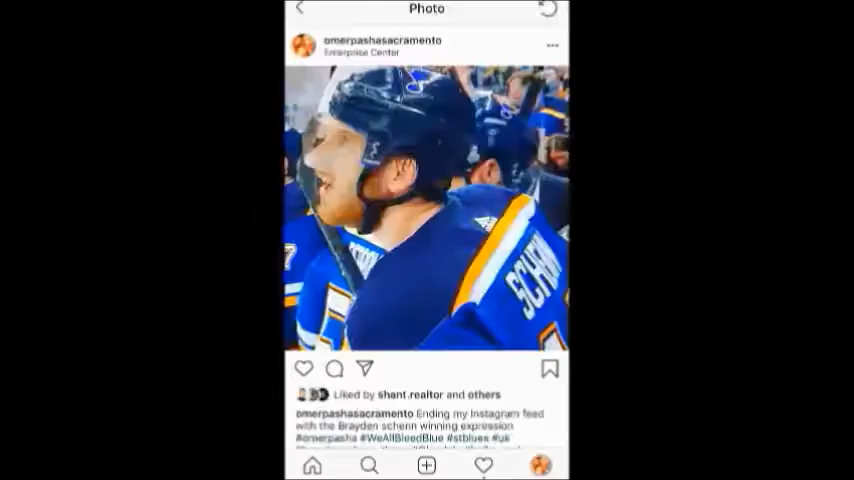 Photo
omerpashasacramento
Enterprise Center
SCHENN
Liked by shant.realtor and others
omerpashasacramento Ending my Instagram feed
with the Brayden schenn winning expression
#omerpasha #WeAllBleedBlue #stblues #uk